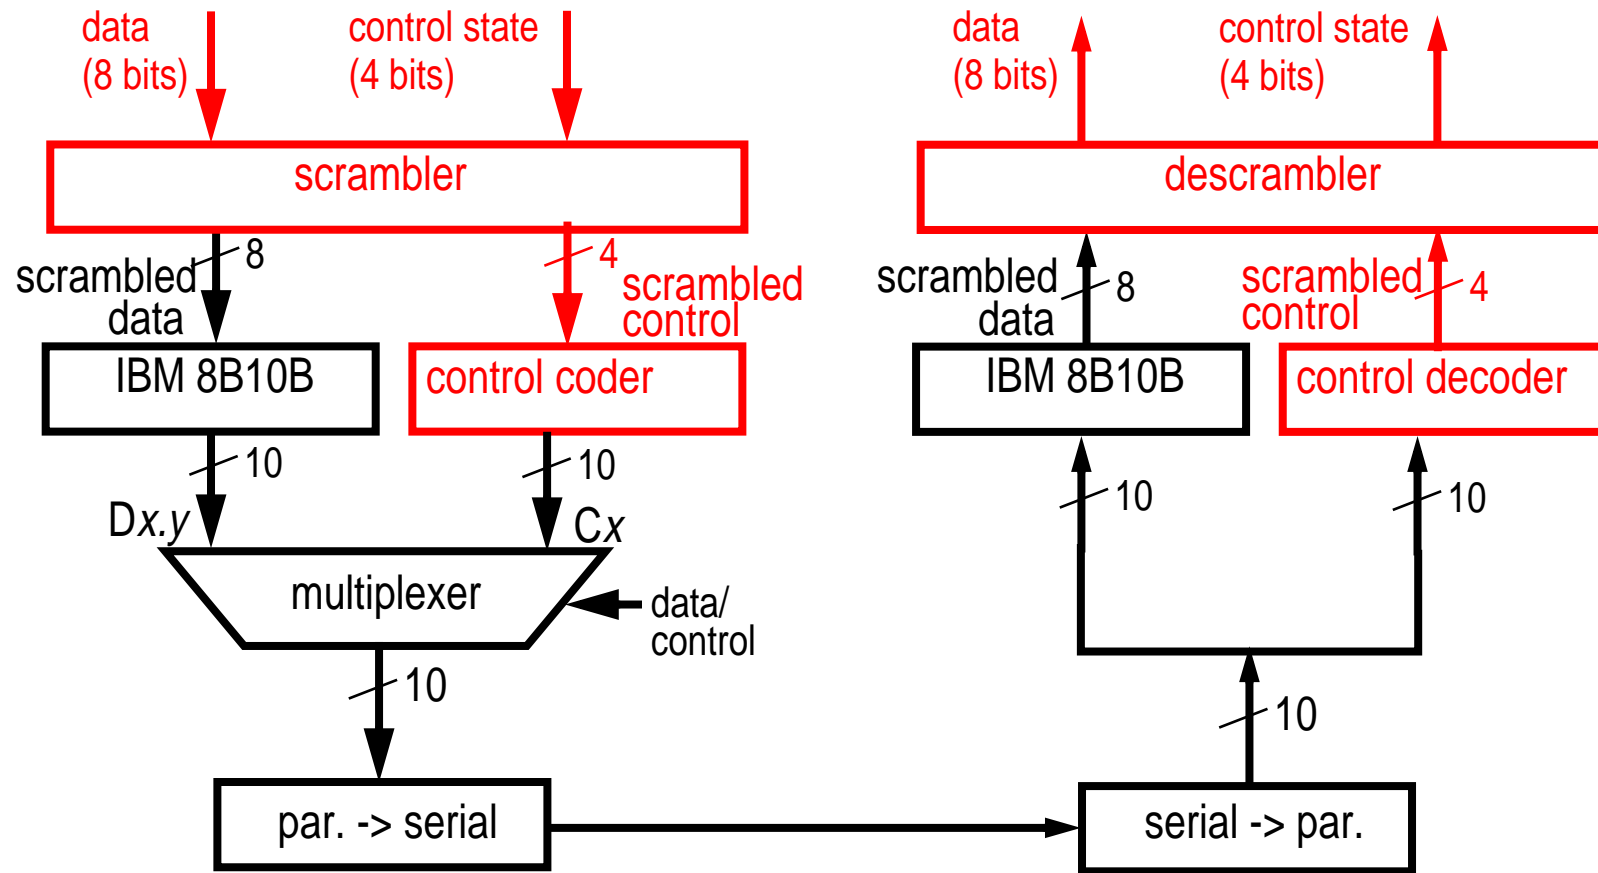 data
(8 bits)
control state
(4 bits)
scrambler
8
4
scrambled
data
scrambled
control
IBM 8B10B
control coder
10
10
Dx.y
Cx
multiplexer
data/
control
10
par. -> serial
data
(8 bits)
control state
(4 bits)
descrambler
scrambled
data
8
scrambled
control
4
IBM 8B10B
control decoder
10
10
10
serial -> par.